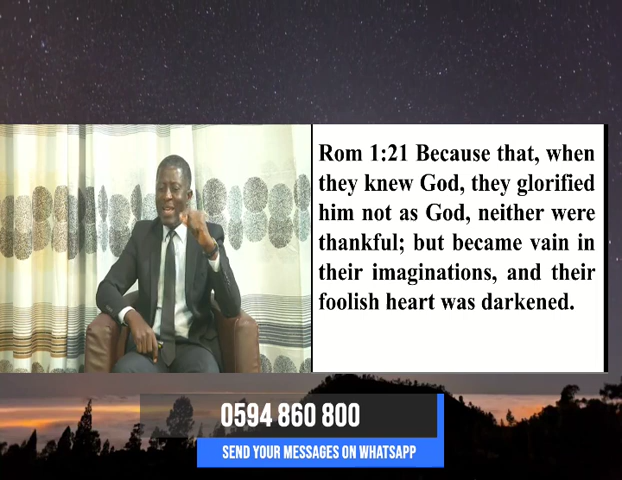 Rom 1:21 Because that, when
they knew God, they glorified
him not as God, neither were
thankful; but became vain in
their imaginations, and their
foolish heart was darkened.
0594 860 800
SEND YOUR MESSAGES ON WHATSAPP